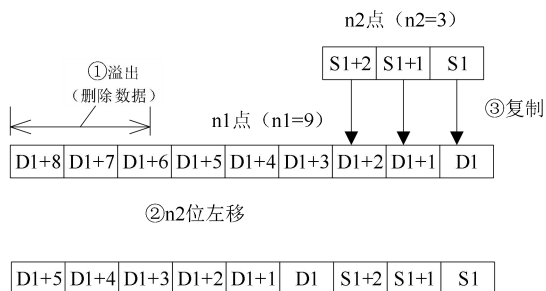 n2点（n2=3）
S1+2 S1+1 S1
①溢出
（删除数据）
③复制
n1点（n1=9）
D1+8 D1+7 D1+6 D1+5 D1+4 D1+3 D1+2 D1+1 D1
②n2位左移
D1+5 D1+4 D1+3 D1+2 D1+1 D1 S1+2 S1+1 S1